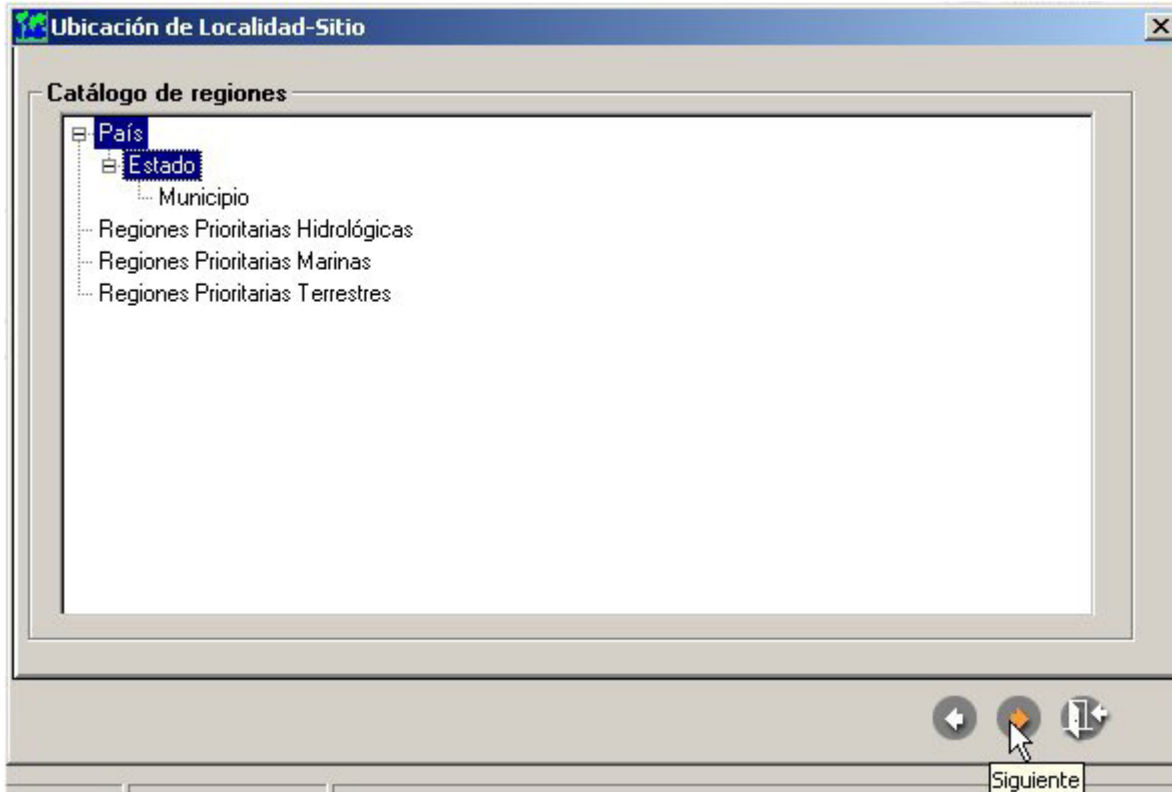 Ubicación de Localidad-Sitio
Catálogo de regiones
País
Estado
Municipio
Regiones Prioritarias Hidrológicas
Regiones Prioritarias Marinas
Regiones Prioritarias Terrestres
Siguiente